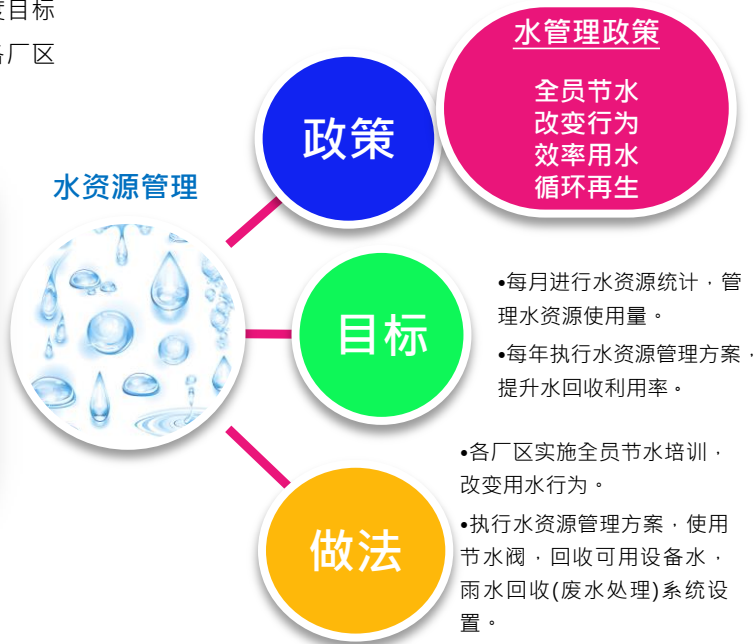 度目标
各厂区
水管理政策
全员节水
改变行为
效率用水
循环再生
政策
水资源管理
目标
•每月进行水资源统计，管
理水资源使用量。
•每年执行水资源管理方案，
提升水回收利用率。
做法
•各厂区实施全员节水培训，
改变用水行为。
•执行水资源管理方案，使用
节水阀，回收可用设备水，
雨水回收(废水处理)系统设
置。